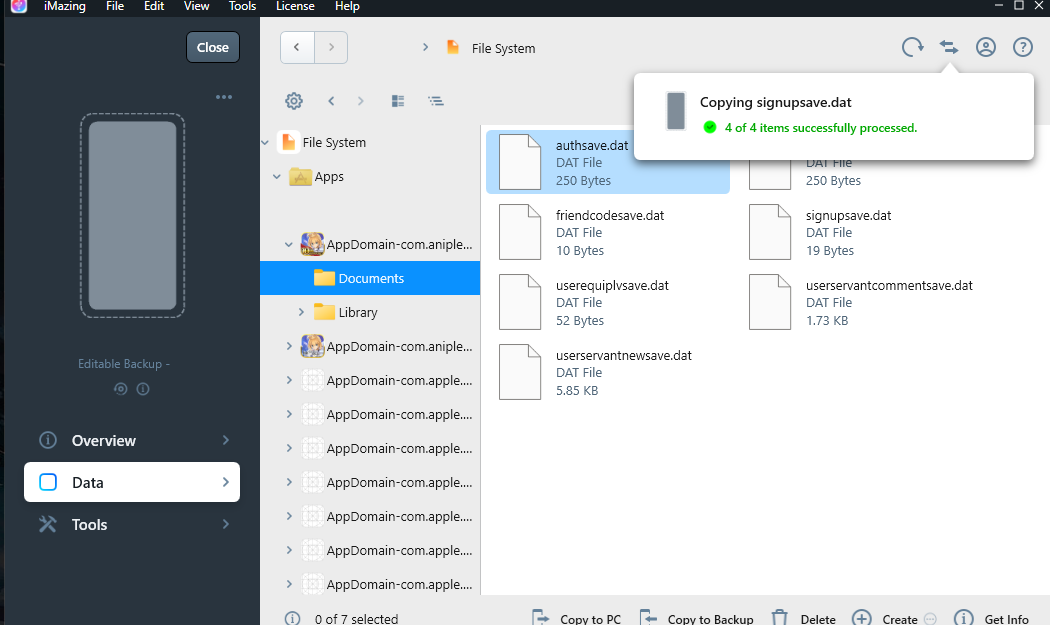 iMazing File Edit View Tools License Help
Close
File System
Copying signupsave.dat
4 of 4 items successfully processed.
File System
Apps
AppDomain-com.aniple...
Documents
Library
AppDomain-com.aniple...
AppDomain-com.apple....
AppDomain-com.apple....
AppDomain-com.apple....
AppDomain-com.apple....
AppDomain-com.apple....
AppDomain-com.apple....
AppDomain-com.apple....
authsave.dat
DAT File
250 Bytes
DAT File
250 Bytes
friendcodesave.dat
DAT File
10 Bytes
signupsave.dat
DAT File
19 Bytes
userequiplvsave.dat
DAT File
52 Bytes
userservantcommentsave.dat
DAT File
1.73 KB
userservantnewsave.dat
DAT File
5.85 KB
Editable Backup -
Overview
Data
Tools
0 of 7 selected
Copy to PC
Copy to Backup
Delete
Create
Get Info